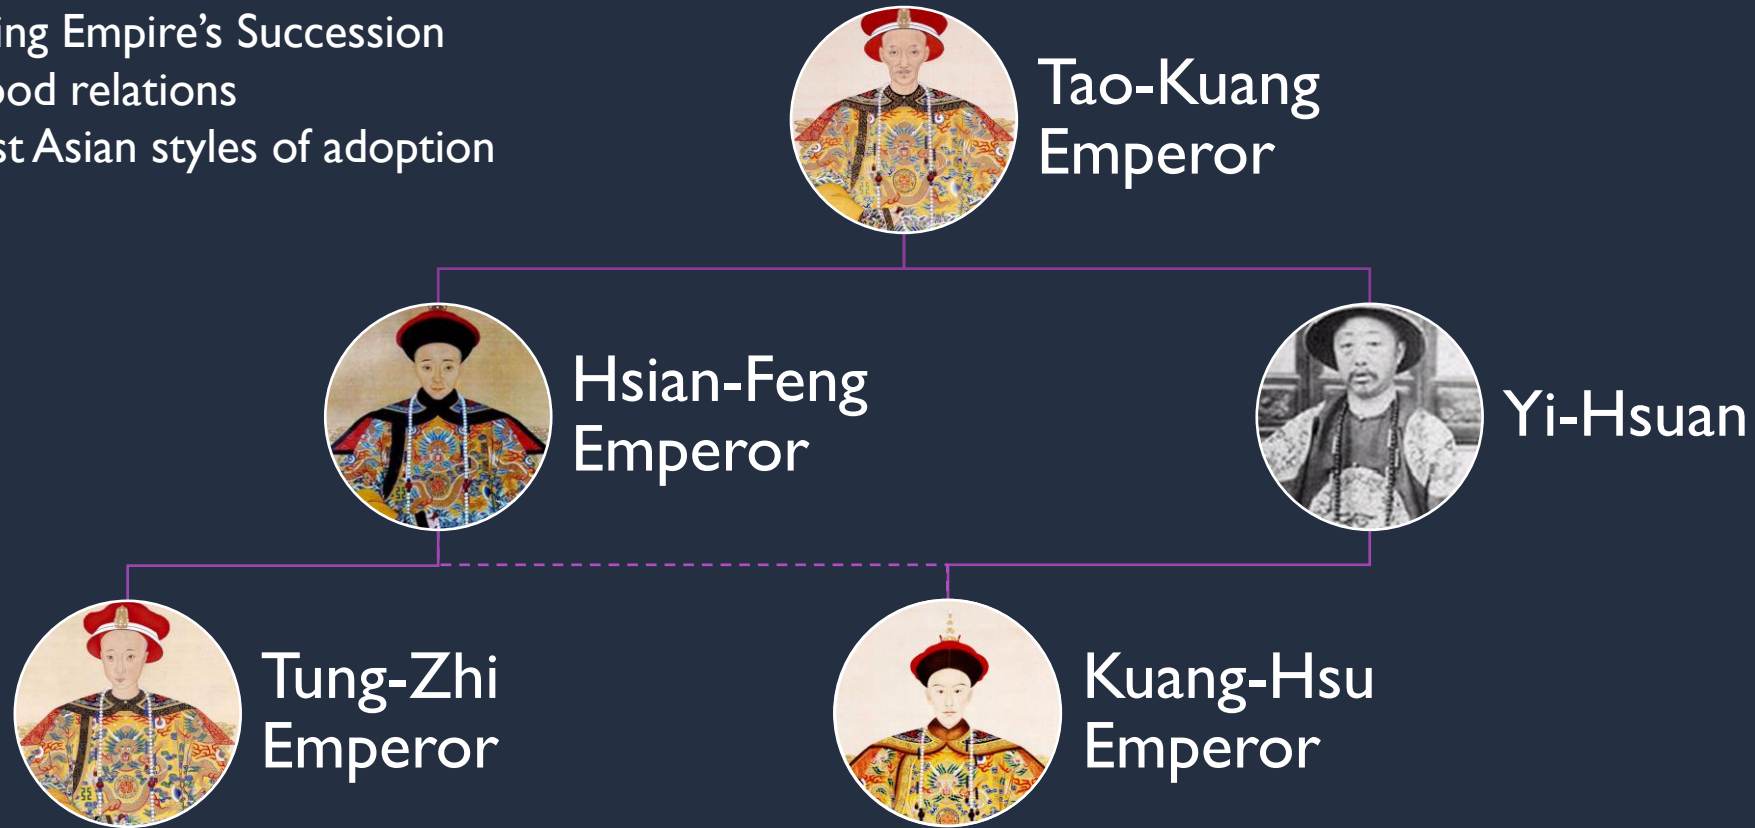 ing Empire’s Succession
ood relations
st Asian styles of adoption
Tao-Kuang
Emperor
Hsian-Feng
Emperor
Yi-Hsuan
Tung-Zhi
Emperor
Kuang-Hsu
Emperor